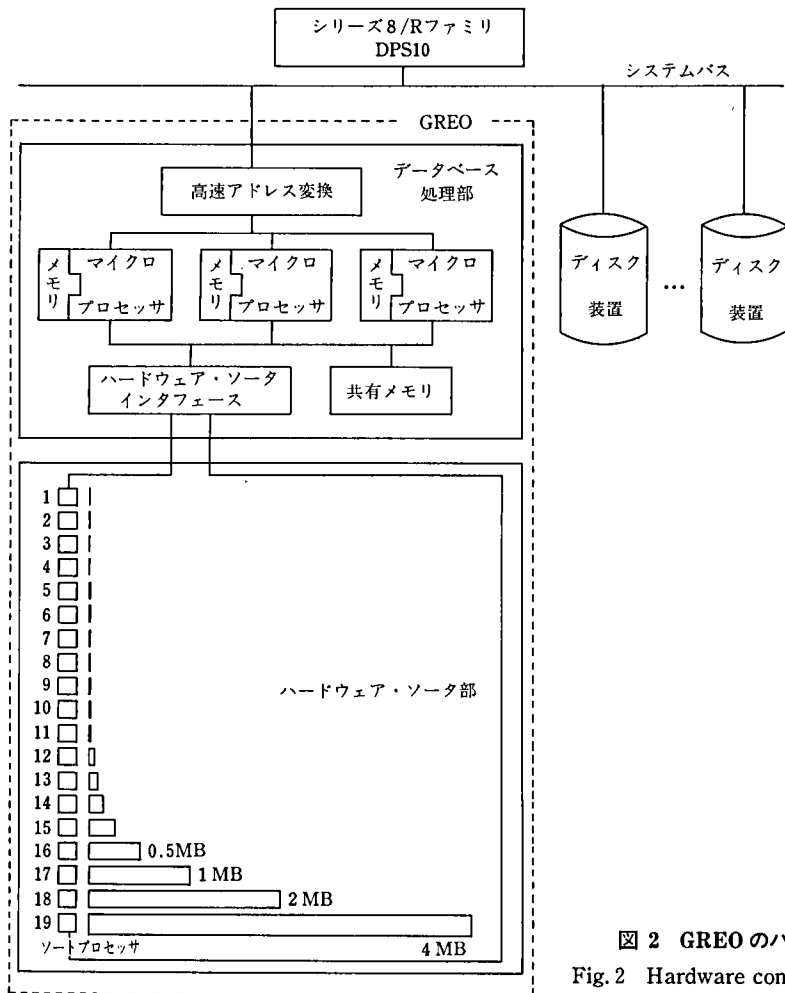 シリーズ8/Rファミリ
DPS10
システムバス
GREO
データベース
処理部
高速アドレス変換
メモリ
マイクロ
プロセッサ
メモリ
マイクロ
プロセッサ
メモリ
マイクロ
プロセッサ
ディスク
装置
…
ディスク
装置
ハードウェア・ソータ
インタフェース
共有メモリ
1
2
3
4
5
6
7
8
9
10
11
ハードウェア・ソータ部
12
13
14
15
16 0.5MB
17 1 MB
18 2 MB
19
4 MB
ソートプロセッサ
図 2 GREO のハ
Fig. 2 Hardware con